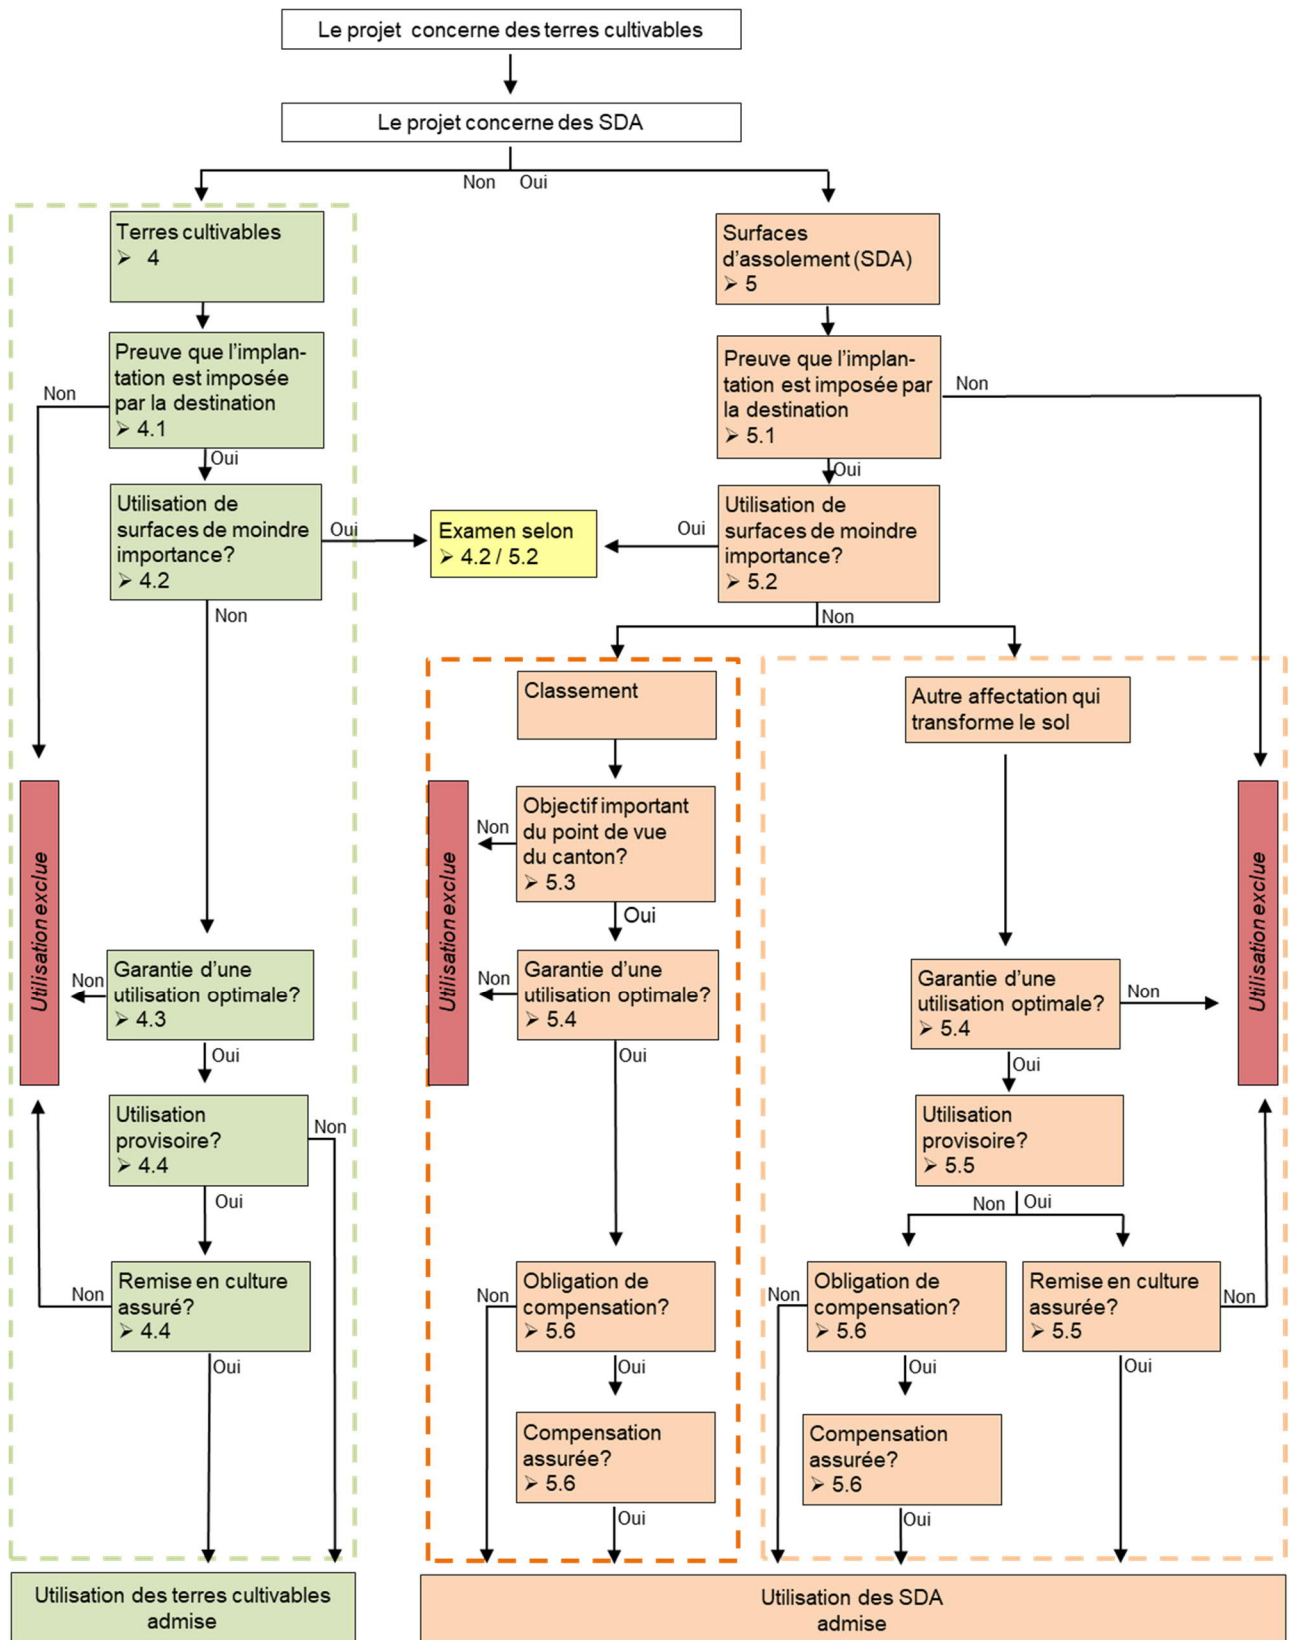 Le projet concerne des terres cultivables
Le projet concerne des SDA
Non Oui
Terres cultivables
➢ 4
Surfaces
d'assolement (SDA)
➢ 5
Preuve que l'implan-
tation est imposée
par la destination
➢ 4.1
Non
Oui
Preuve que l'implan-
tation est imposée par
la destination
➢ 5.1
Non
Oui
Utilisation de
surfaces de moindre
importance?
➢ 4.2
Oui
Non
Examen selon
➢ 4.2 / 5.2
Oui
Utilisation de
surfaces de moindre
importance?
➢ 5.2
Non
Classement
Autre affectation qui
transforme le sol
Utilisation exclue
Utilisation exclue
Utilisation exclue
Objectif important
du point de vue
du canton?
➢ 5.3
Non
Oui
Garantie d'une
utilisation optimale?
➢ 4.3
Non
Oui
Garantie d'une
utilisation optimale?
➢ 5.4
Non
Oui
Garantie d'une
utilisation optimale?
➢ 5.4
Non
Oui
Utilisation
provisoire?
➢ 4.4
Non
Oui
Utilisation
provisoire?
➢ 5.5
Non Oui
Remise en culture
assuré?
➢ 4.4
Non
Oui
Obligation de
compensation?
➢ 5.6
Non
Oui
Obligation de
compensation?
➢ 5.6
Non
Oui
Remise en culture
assurée?
➢ 5.5
Non
Oui
Compensation
assurée?
➢ 5.6
Oui
Compensation
assurée?
➢ 5.6
Oui
Utilisation des terres cultivables
admise
Utilisation des SDA
admise